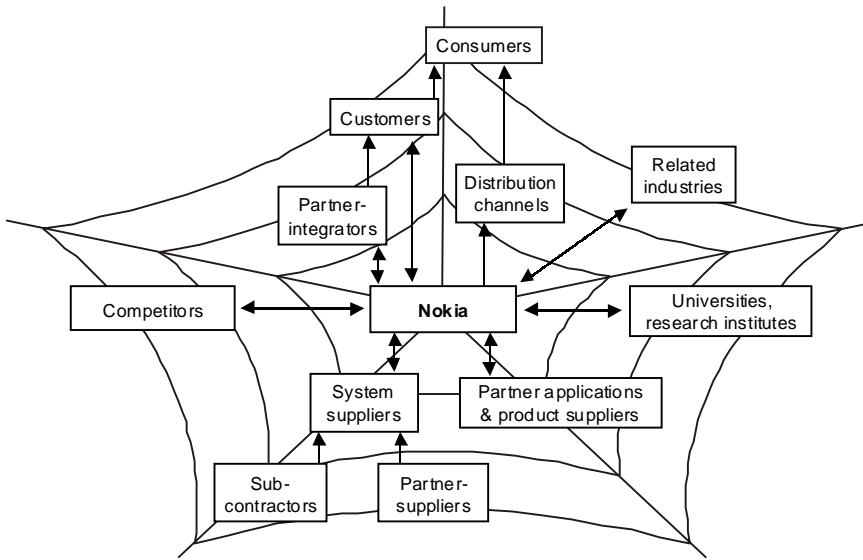 Consumers
Customers
Related
industries
Distribution
channels
Partner-
integrators
Competitors
Nokia
Universities,
research institutes
System
suppliers
Partner applications
& product suppliers
Sub-
contractors
Partner-
suppliers